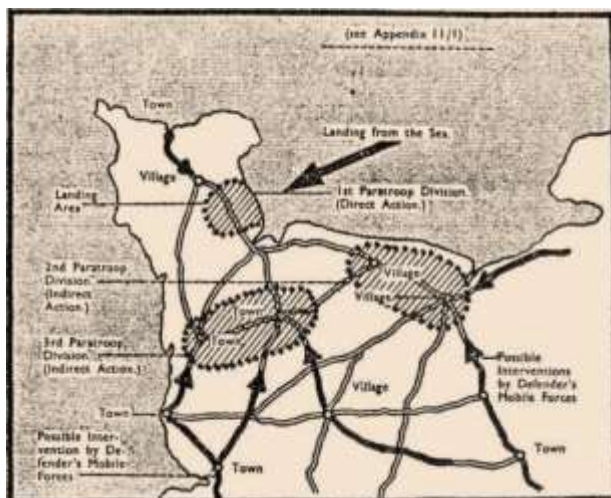 (see Appendix 11/1)
Town
Landing from the Sea
Village
Landing
Area
1st Paratroop Division.
(Direct Action.)
2nd Paratroop
Division
(Indirect
Action.)
Village
Village
Town
Town
3rd Paratroop
Division.
(Indirect Action.)
Possible
Interventions
by Defender's
Mobile Forces
Village
Town
Possible Inter-
vention by De-
fender's Mobile
Forces
Town
Town